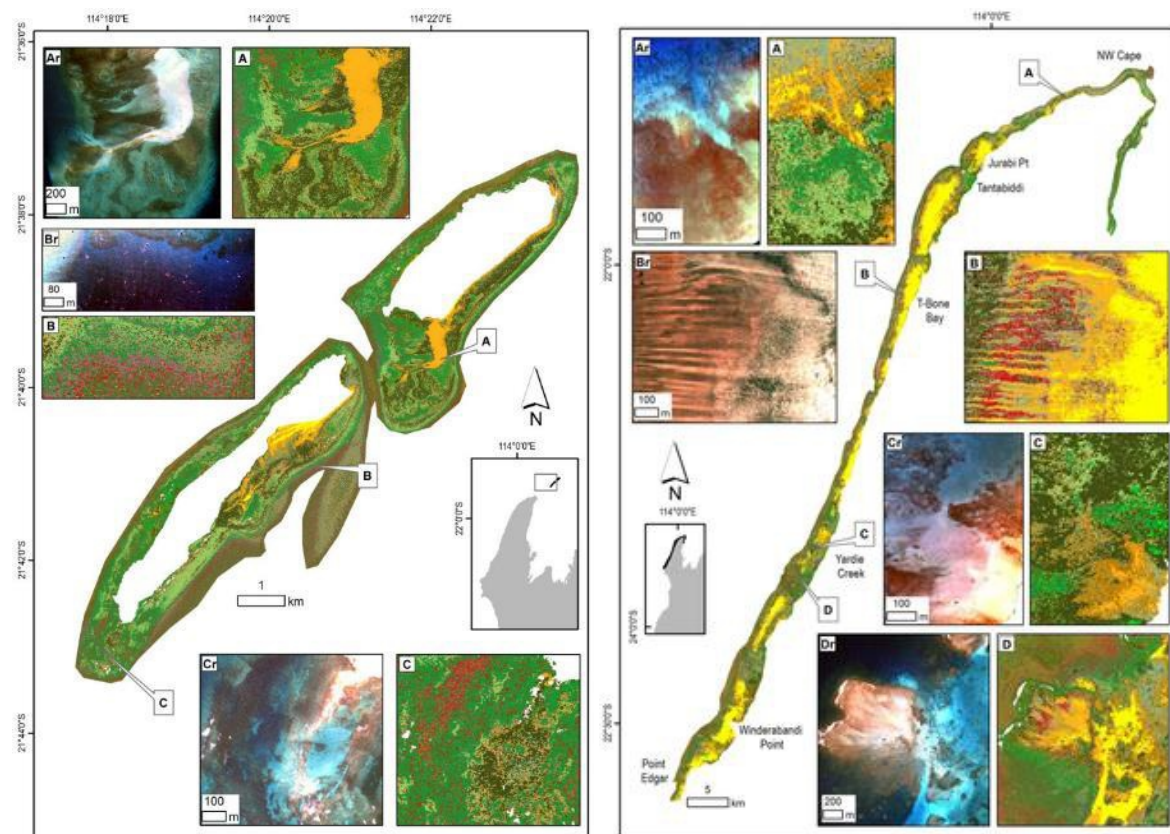 114°18'0"E
114°20'0"E
114°22'0"E
21°36'0"S
21°38'0"S
21°40'0"S
21°42'0"S
21°44'0"S
Ar
200
m
A
Br
80
m
B
A
B
C
N
1
km
114°0'0"E
22°0'0"S
Cr
100
m
C
114°0'0"E
Ar
100
m
A
A
NW Cape
Jurabi Pt
Tantabiddi
22°0'0"S
Br
100
m
B
T-Bone
Bay
B
N
114°0'0"E
24°0'0"S
Cr
100
m
C
C
Yardie
Creek
D
Dr
200
m
D
22°30'0"S
Winderabandi
Point
Point
Edgar
5
km